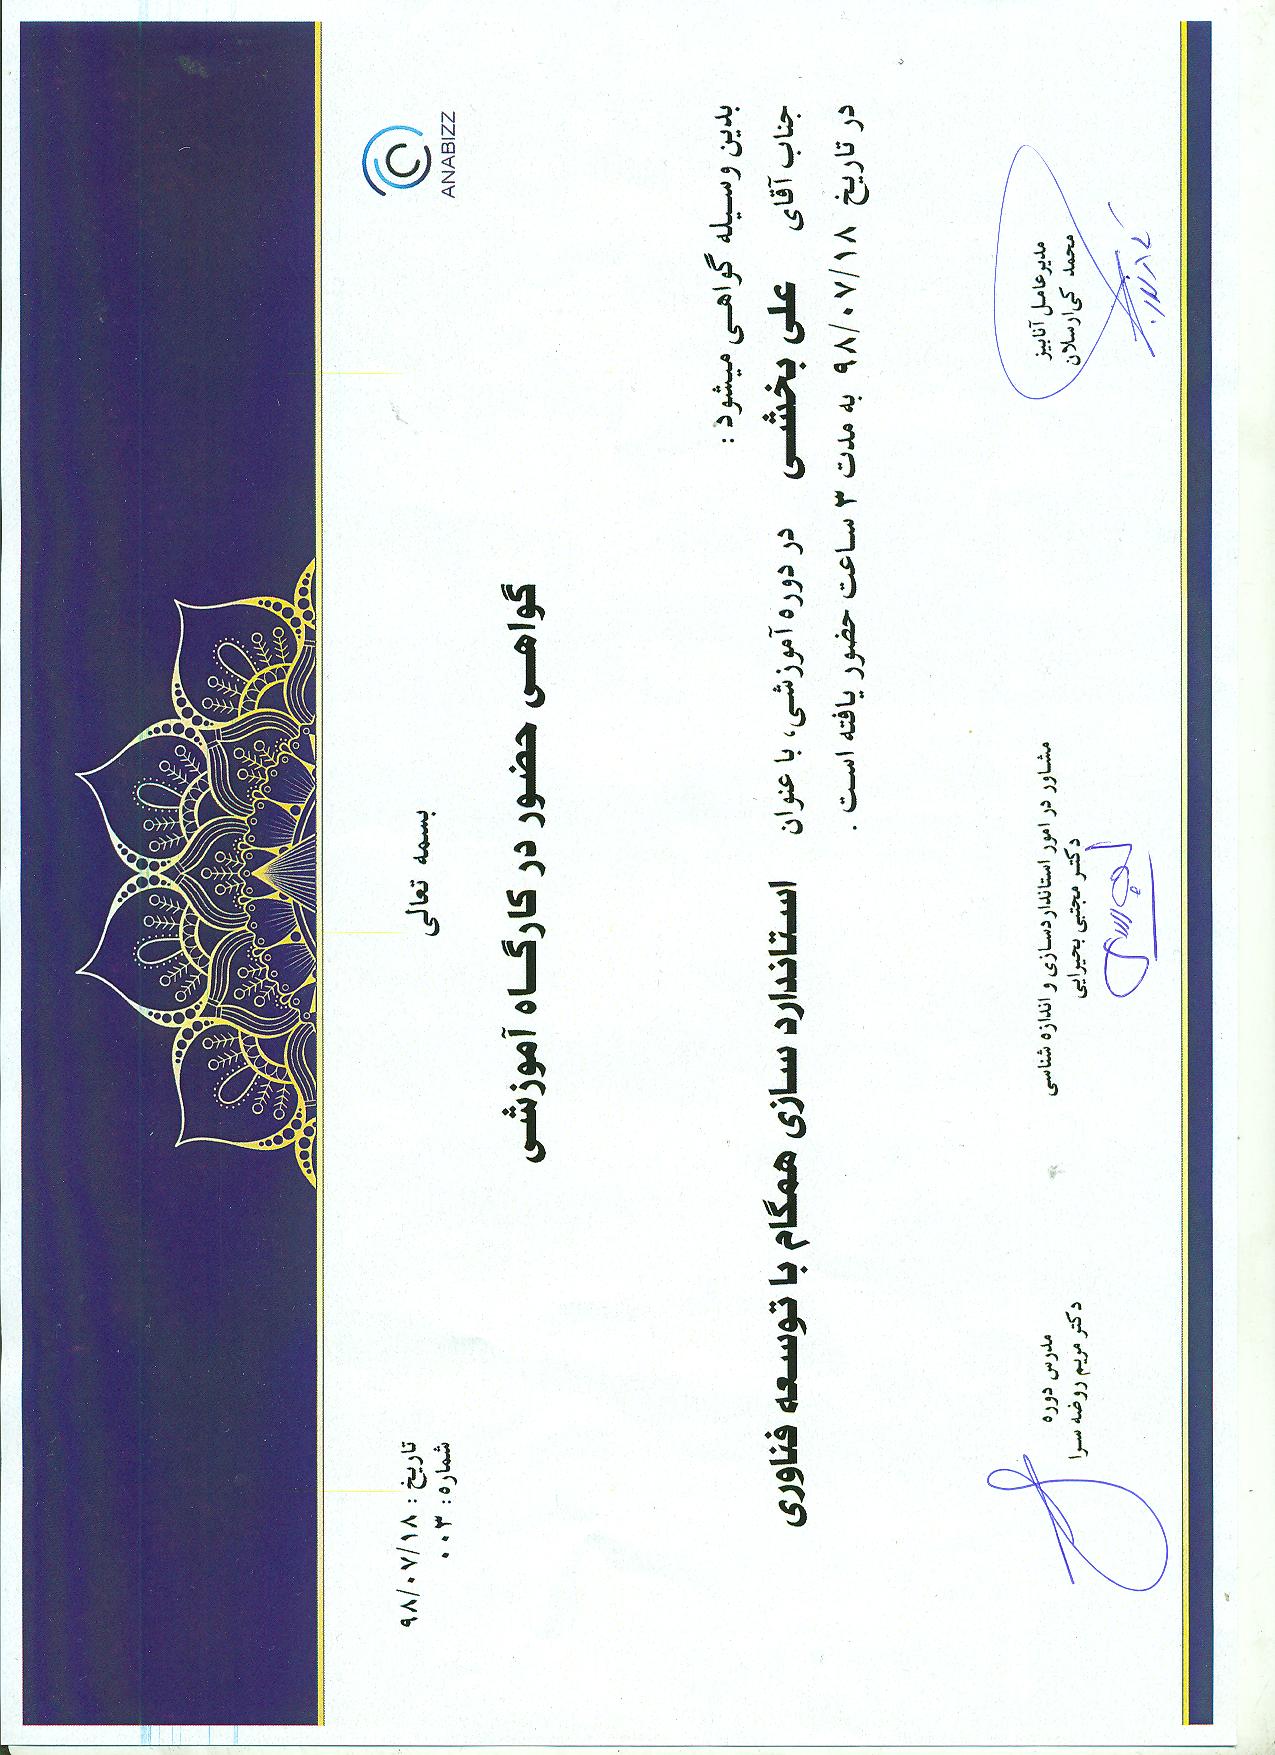 ANABIZZ
بسمه تعالی
تاریخ : ۹۸/۰۷/۱۸
شماره: ۰۰۳
گواهی حضور در کارگاه آموزشی
بدین وسیله گواهی میشود :
جناب آقای علی بخشی در دوره آموزشی، با عنوان استاندارد سازی همگام با توسعه فناوری
در تاریخ ۹۸/۰۷/۱۸ به مدت ۳ ساعت حضور یافته است .
مدیرعامل آنابیز
محمد کی‌ارسلان
مشاور در امور استانداردسازی و اندازه شناسی
دکتر مجتبی بحیرایی
مدرس دوره
دکتر مریم روضه سرا